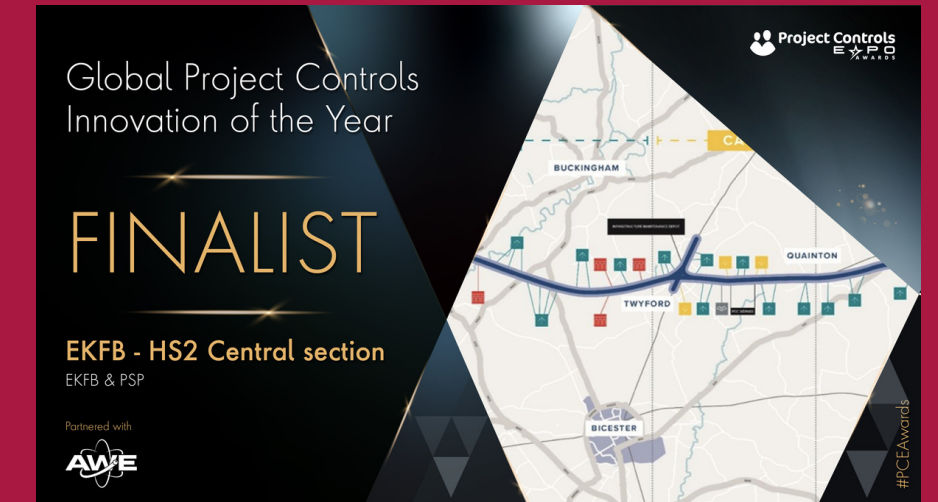 Global Project Controls
Innovation of the Year
FINALIST
EKFB - HS2 Central section
EKFB & PSP
Partnered with
AWE
Project Controls
EXPO
AWARDS
CA
BUCKINGHAM
INFRASTRUCTURE MAINTENANCE DEPOT
QUAINTON
TWYFORD
BICESTER
#PCEAwards